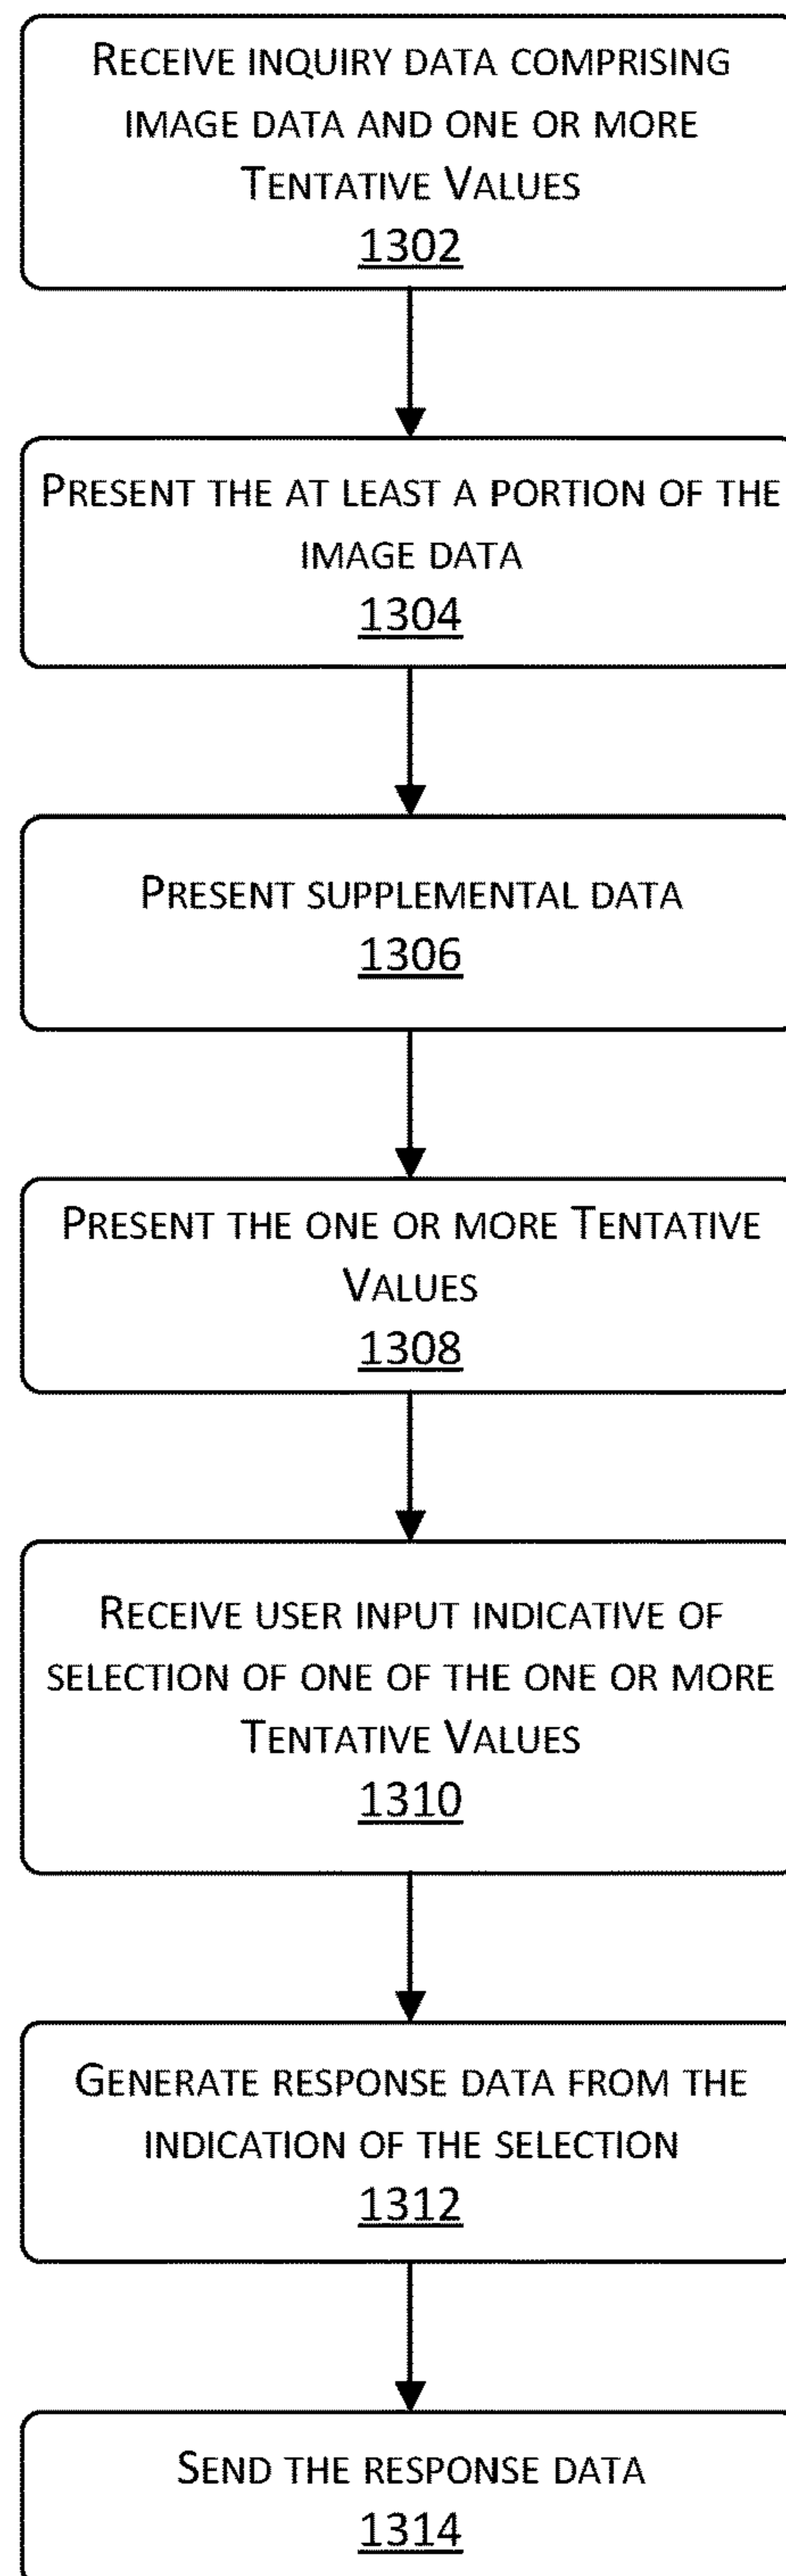 RECEIVE INQUIRY DATA COMPRISING
IMAGE DATA AND ONE OR MORE
TENTATIVE VALUES
1302
PRESENT THE AT LEAST A PORTION OF THE
IMAGE DATA
1304
PRESENT SUPPLEMENTAL DATA
1306
PRESENT THE ONE OR MORE TENTATIVE
VALUES
1308
RECEIVE USER INPUT INDICATIVE OF
SELECTION OF ONE OF THE ONE OR MORE
TENTATIVE VALUES
1310
GENERATE RESPONSE DATA FROM THE
INDICATION OF THE SELECTION
1312
SEND THE RESPONSE DATA
1314